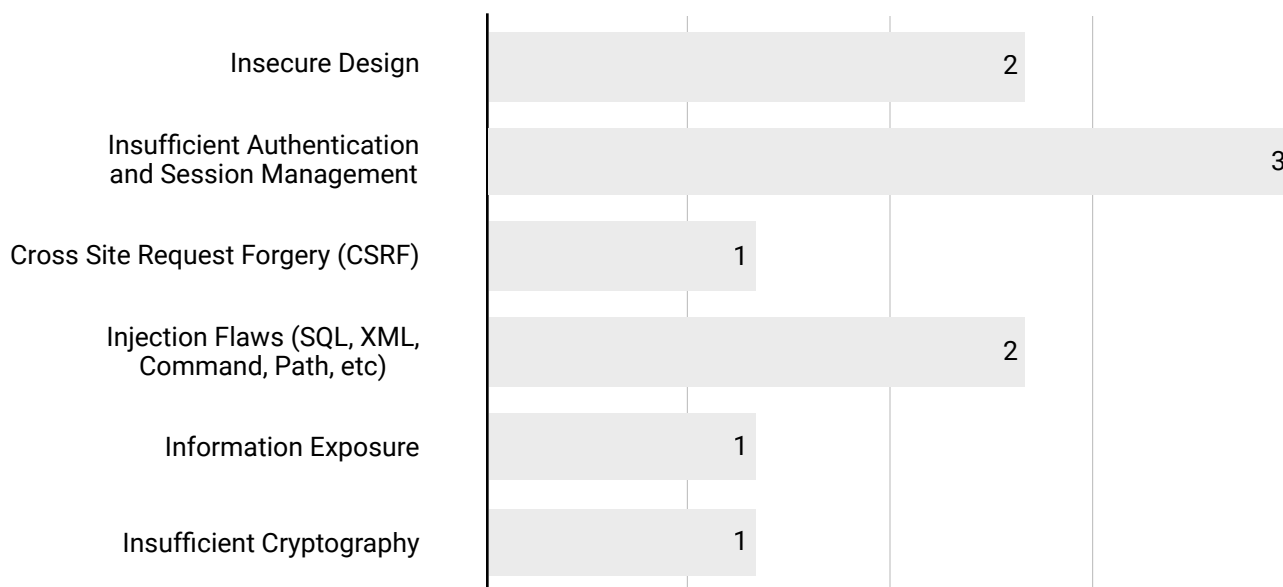 Insecure Design
2
Insufficient Authentication
and Session Management
3
Cross Site Request Forgery (CSRF)
1
Injection Flaws (SQL, XML,
Command, Path, etc)
2
Information Exposure
1
Insufficient Cryptography
1